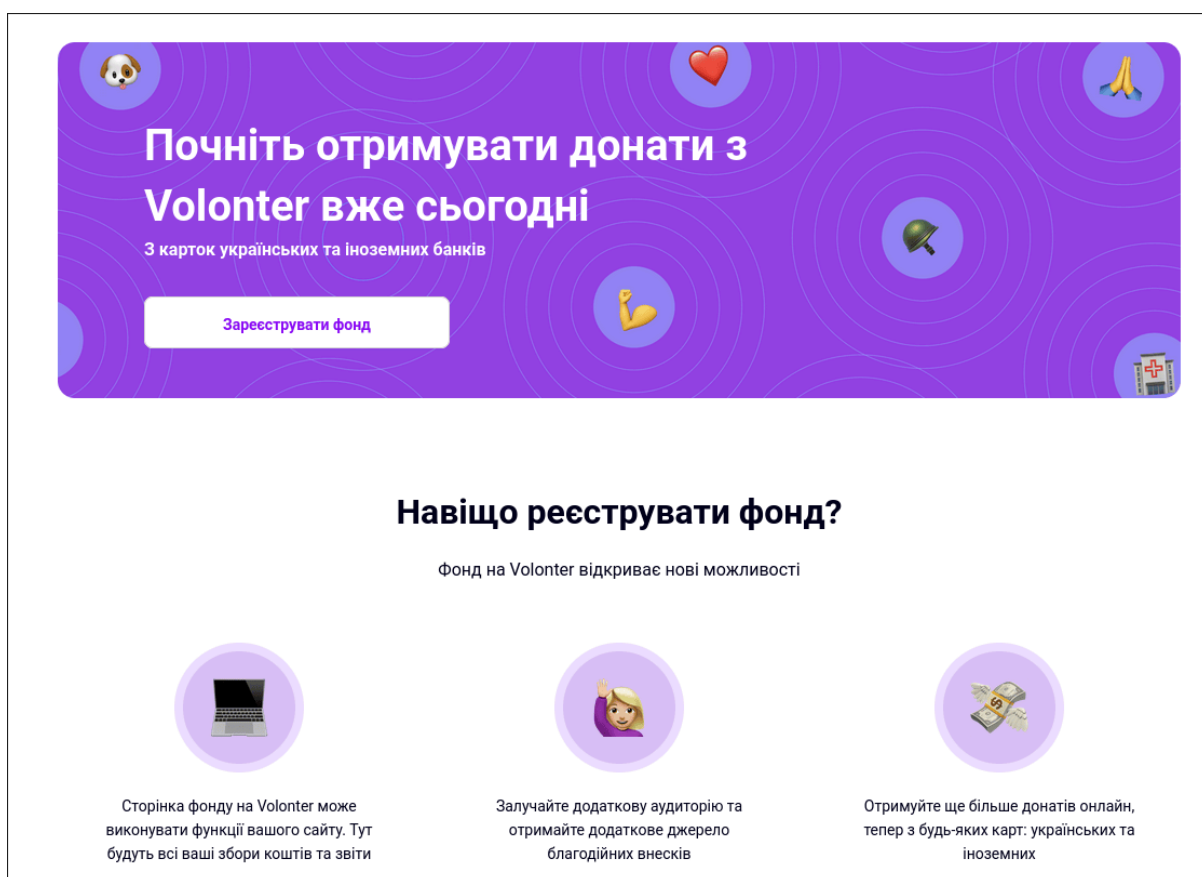 Почніть отримувати донати з
Volonter вже сьогодні
З карток українських та іноземних банків
Зареєструвати фонд
Навіщо реєструвати фонд?
Фонд на Volonter відкриває нові можливості
Сторінка фонду на Volonter може
виконувати функції вашого сайту. Тут
будуть всі ваші збори коштів та звіти
Залучайте додаткову аудиторію та
отримайте додаткове джерело
благодійних внесків
Отримуйте ще більше донатів онлайн,
тепер з будь-яких карт: українських та
іноземних